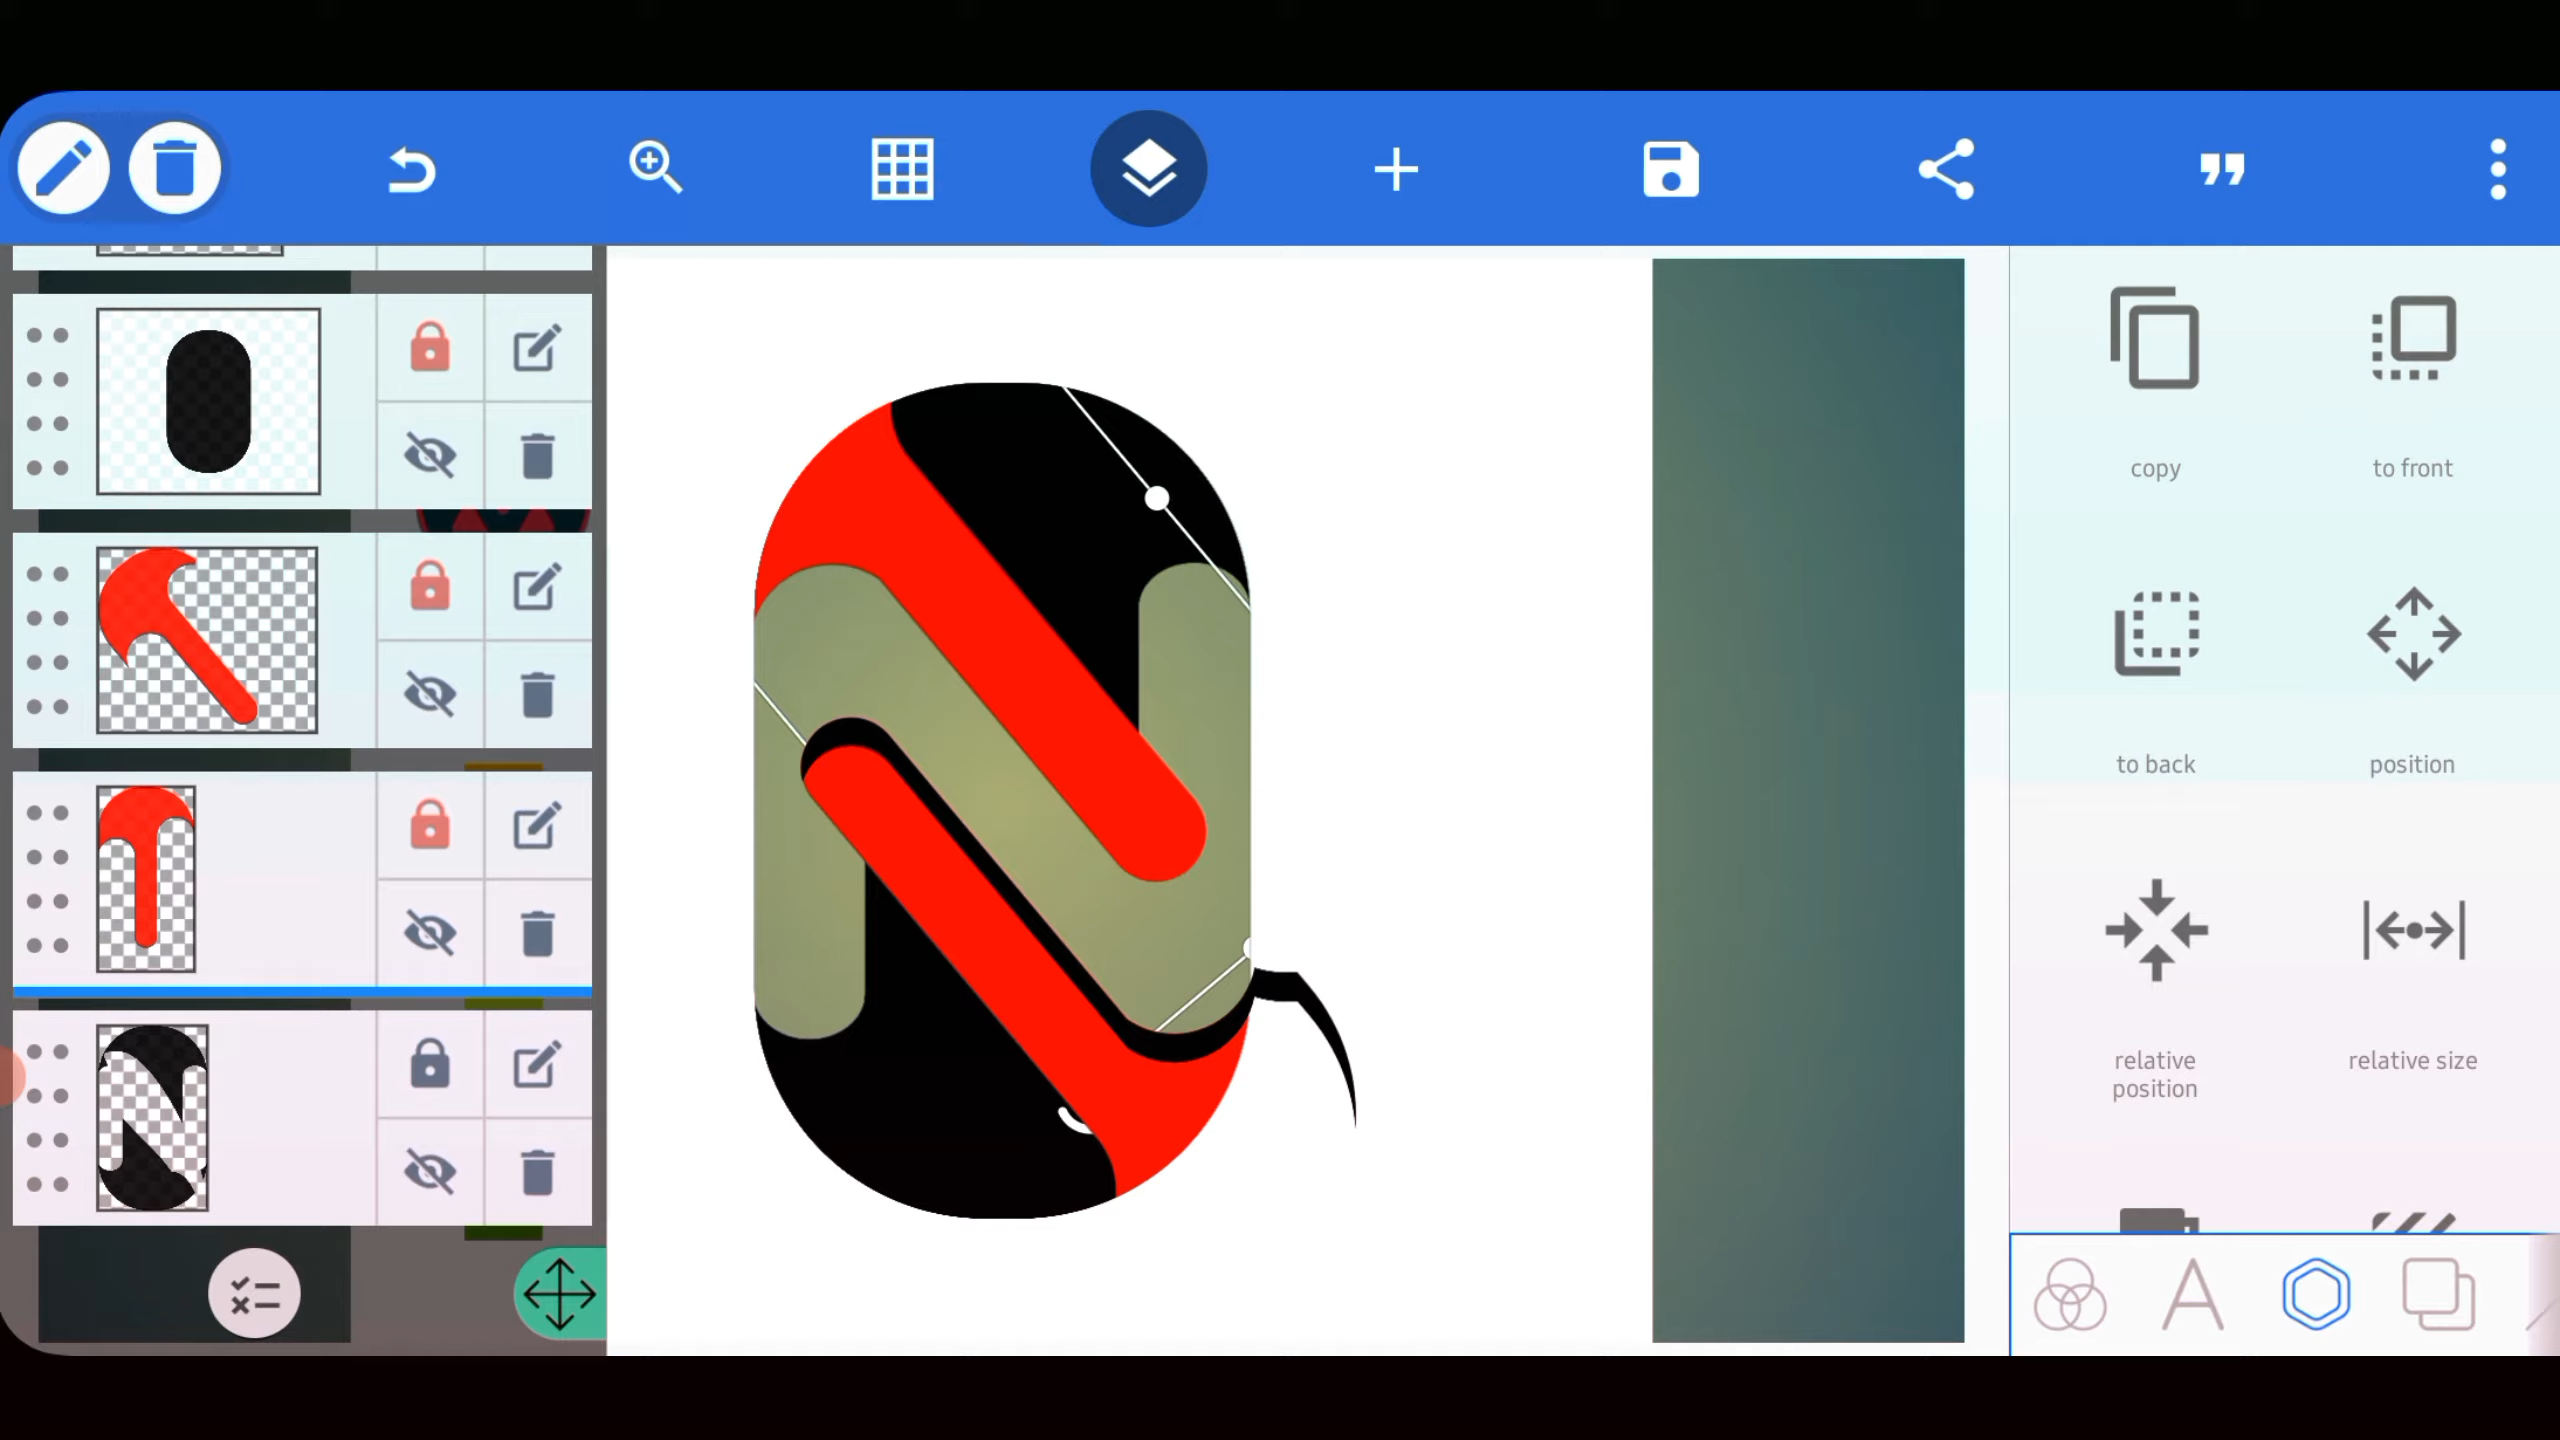 copy
to front
to back
position
relative
position
relative size